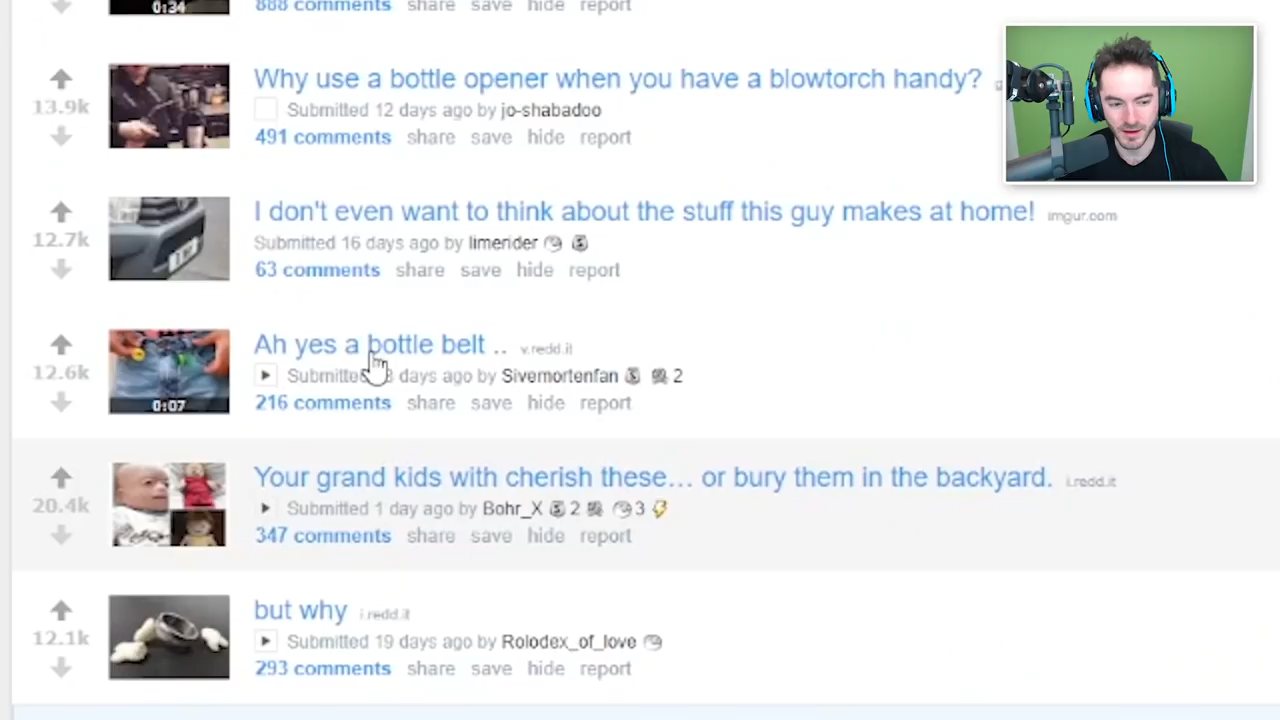 0:34
888 comments share save hide report
Why use a bottle opener when you have a blowtorch handy?
13.9k
Submitted 12 days ago by jo-shabadoo
491 comments share save hide report
I don't even want to think about the stuff this guy makes at home! imgur.com
12.7k
Submitted 16 days ago by limerider
63 comments share save hide report
Ah yes a bottle belt .. v.redd.it
12.6k
Submitted days ago by Sivemortenfan 2
0:07
216 comments share save hide report
Your grand kids with cherish these... or bury them in the backyard. i.redd.it
20.4k
Submitted 1 day ago by Bohr_X 2 3
347 comments share save hide report
but why i.redd.it
12.1k
Submitted 19 days ago by Rolodex_of_love
293 comments share save hide report